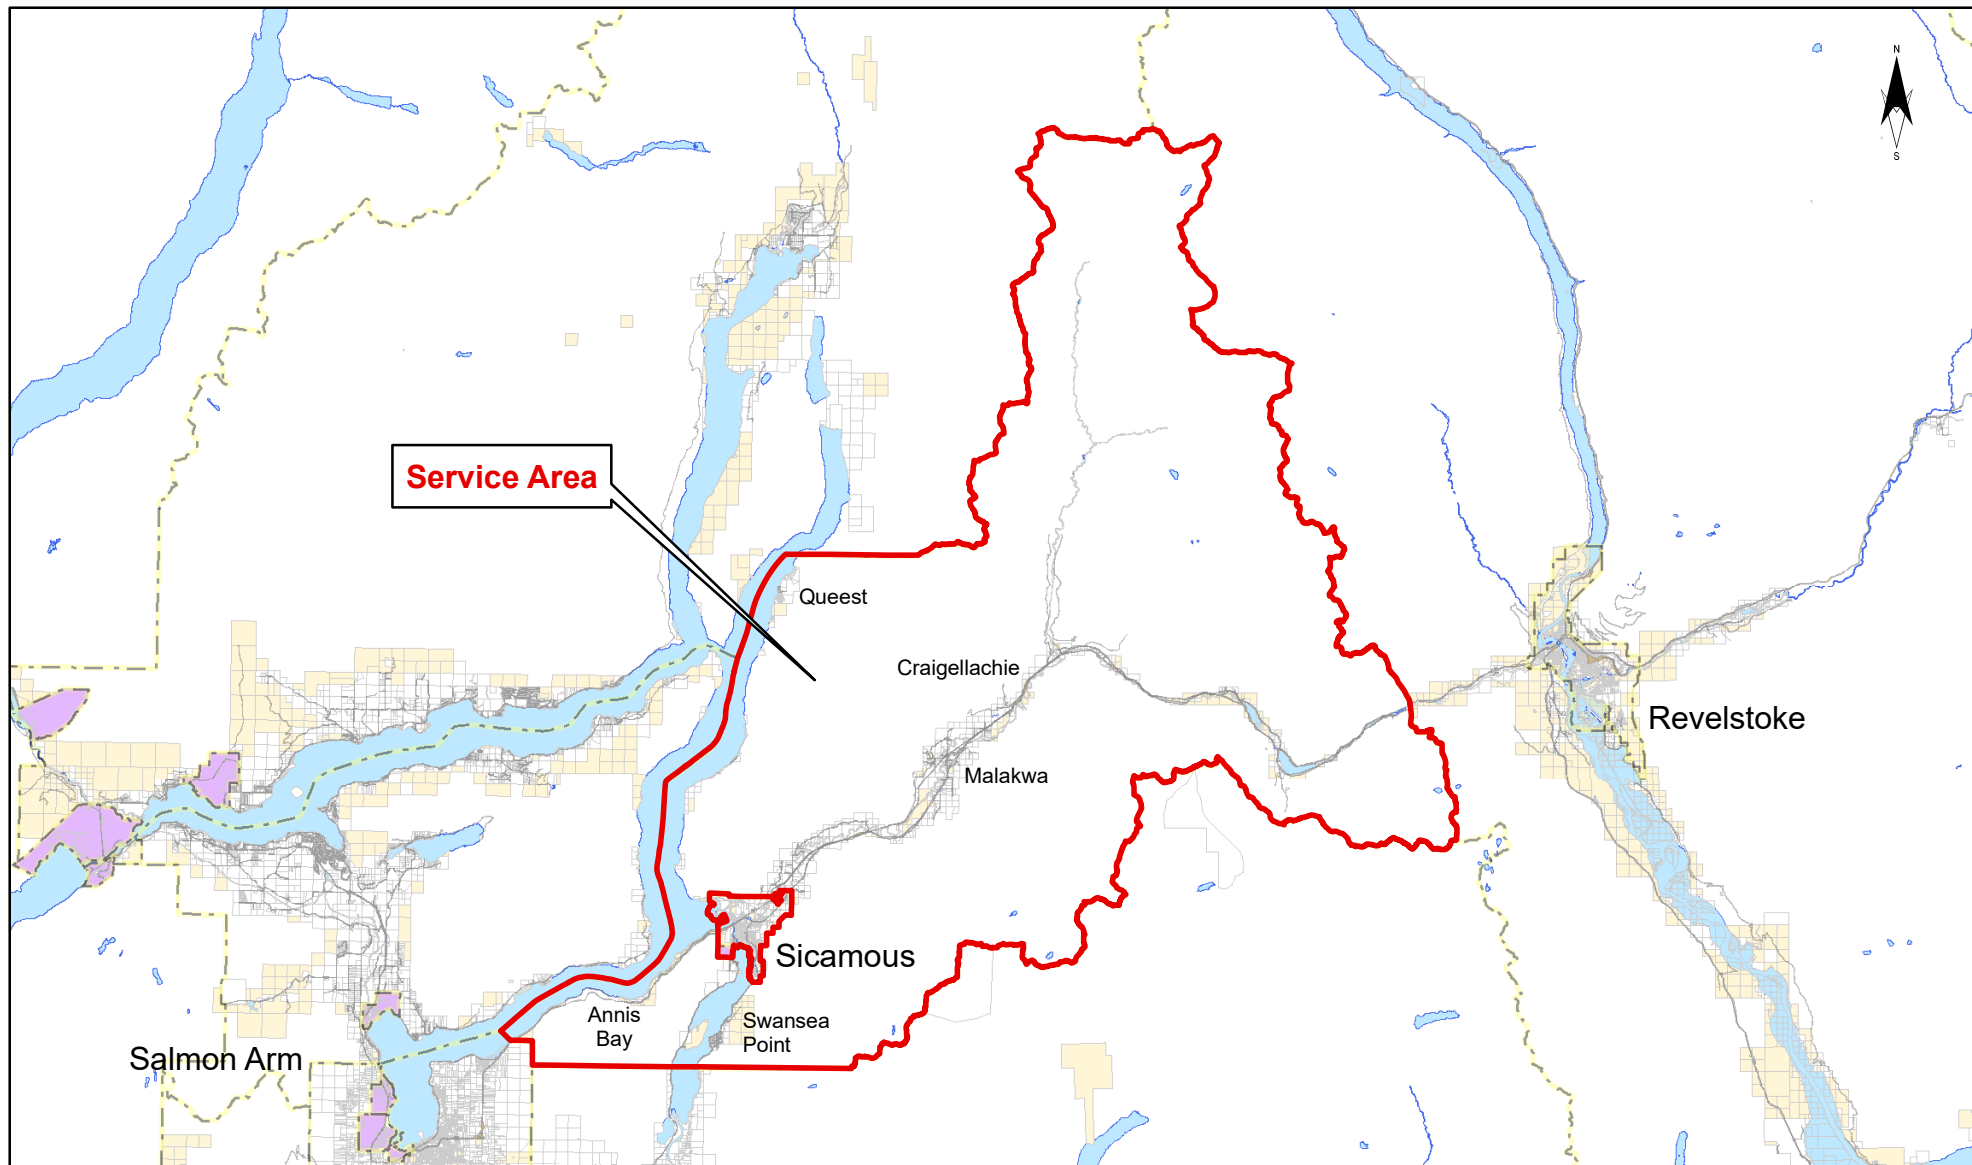 N
S
Service Area
Queest
Craigellachie
Revelstoke
Malakwa
Sicamous
Annis
Bay
Swansea
Point
Salmon Arm